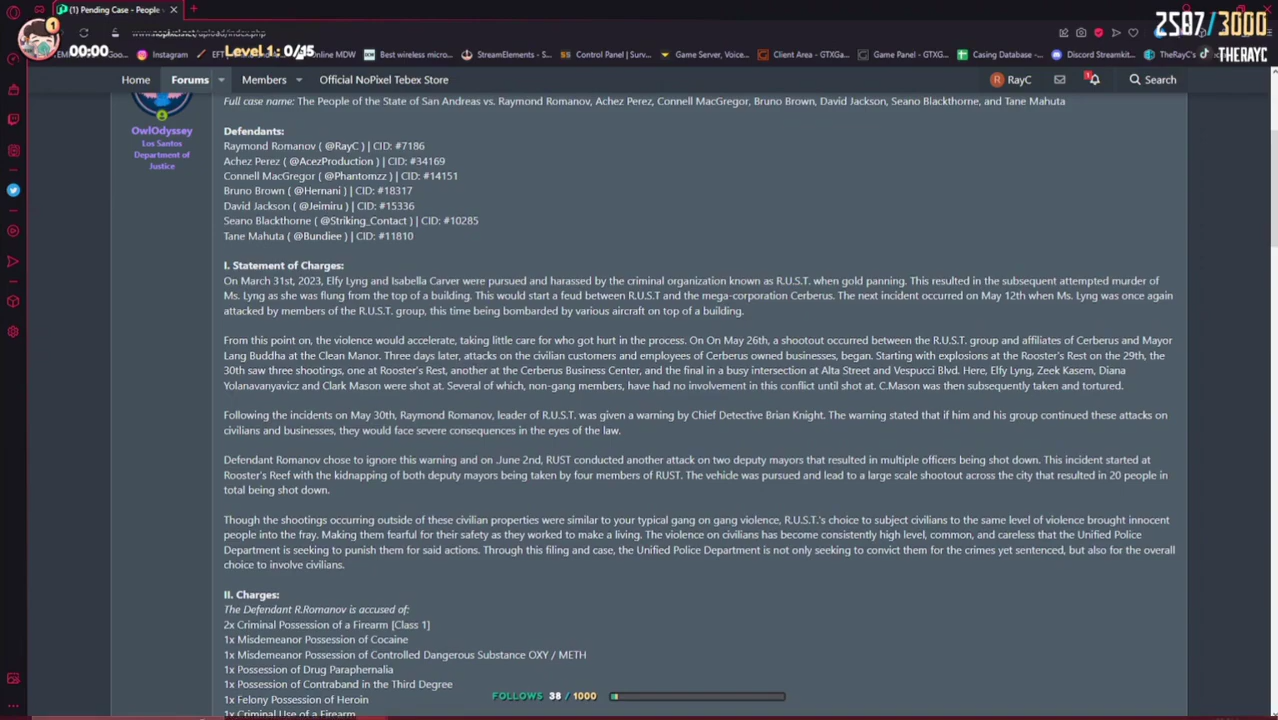 (1) Pending Case - People
2587/3000
www.nopixel.net/upload/index.php
00:00
Level 1: 0/15
Instagram
Online MDW
Best wireless micro...
StreamElements - S...
Control Panel | Surv...
Game Server, Voice...
Client Area - GTXGa...
Game Panel - GTXG...
Casing Database -...
Discord Streamkit...
TheRay's
THERAYC
Home
Forums
Members
Official NoPixel Tebex Store
RayC
1
Search
Full case name: The People of the State of San Andreas vs. Raymond Romanov, Achez Perez, Connell MacGregor, Bruno Brown, David Jackson, Seano Blackthorne, and Tane Mahuta
OwlOdyssey
Los Santos
Department of
Justice
Defendants:
Raymond Romanov ( @RayC ) | CID: #7186
Achez Perez ( @AcezProduction ) | CID: #34169
Connell MacGregor ( @Phantomzz ) | CID: #14151
Bruno Brown ( @Hernani ) | CID: #18317
David Jackson ( @Jeimiru ) | CID: #15336
Seano Blackthorne ( @Striking_Contact ) | CID: #10285
Tane Mahuta ( @Bundiee ) | CID: #11810
I. Statement of Charges:
On March 31st, 2023, Elfy Lyng and Isabella Carver were pursued and harassed by the criminal organization known as R.U.S.T. when gold panning. This resulted in the subsequent attempted murder of
Ms. Lyng as she was flung from the top of a building. This would start a feud between R.U.S.T and the mega-corporation Cerberus. The next incident occurred on May 12th when Ms. Lyng was once again
attacked by members of the R.U.S.T. group, this time being bombarded by various aircraft on top of a building.
From this point on, the violence would accelerate, taking little care for who got hurt in the process. On On May 26th, a shootout occurred between the R.U.S.T. group and affiliates of Cerberus and Mayor
Lang Buddha at the Clean Manor. Three days later, attacks on the civilian customers and employees of Cerberus owned businesses, began. Starting with explosions at the Rooster's Rest on the 29th, the
30th saw three shootings, one at Rooster's Rest, another at the Cerberus Business Center, and the final in a busy intersection at Alta Street and Vespucci Blvd. Here, Elfy Lyng, Zeek Kasem, Diana
Yolanavanyavicz and Clark Mason were shot at. Several of which, non-gang members, have had no involvement in this conflict until shot at. C.Mason was then subsequently taken and tortured.
Following the incidents on May 30th, Raymond Romanov, leader of R.U.S.T. was given a warning by Chief Detective Brian Knight. The warning stated that if him and his group continued these attacks on
civilians and businesses, they would face severe consequences in the eyes of the law.
Defendant Romanov chose to ignore this warning and on June 2nd, RUST conducted another attack on two deputy mayors that resulted in multiple officers being shot down. This incident started at
Rooster's Reef with the kidnapping of both deputy mayors being taken by four members of RUST. The vehicle was pursued and lead to a large scale shootout across the city that resulted in 20 people in
total being shot down.
Though the shootings occurring outside of these civilian properties were similar to your typical gang on gang violence, R.U.S.T.'s choice to subject civilians to the same level of violence brought innocent
people into the fray. Making them fearful for their safety as they worked to make a living. The violence on civilians has become consistently high level, common, and careless that the Unified Police
Department is seeking to punish them for said actions. Through this filing and case, the Unified Police Department is not only seeking to convict them for the crimes yet sentenced, but also for the overall
choice to involve civilians.
II. Charges:
The Defendant R.Romanov is accused of:
2x Criminal Possession of a Firearm [Class 1]
1x Misdemeanor Possession of Cocaine
1x Misdemeanor Possession of Controlled Dangerous Substance OXY / METH
1x Possession of Drug Paraphernalia
1x Possession of Contraband in the Third Degree
1x Felony Possession of Heroin
1x Criminal Use of a Firearm
FOLLOWS 38 / 1000